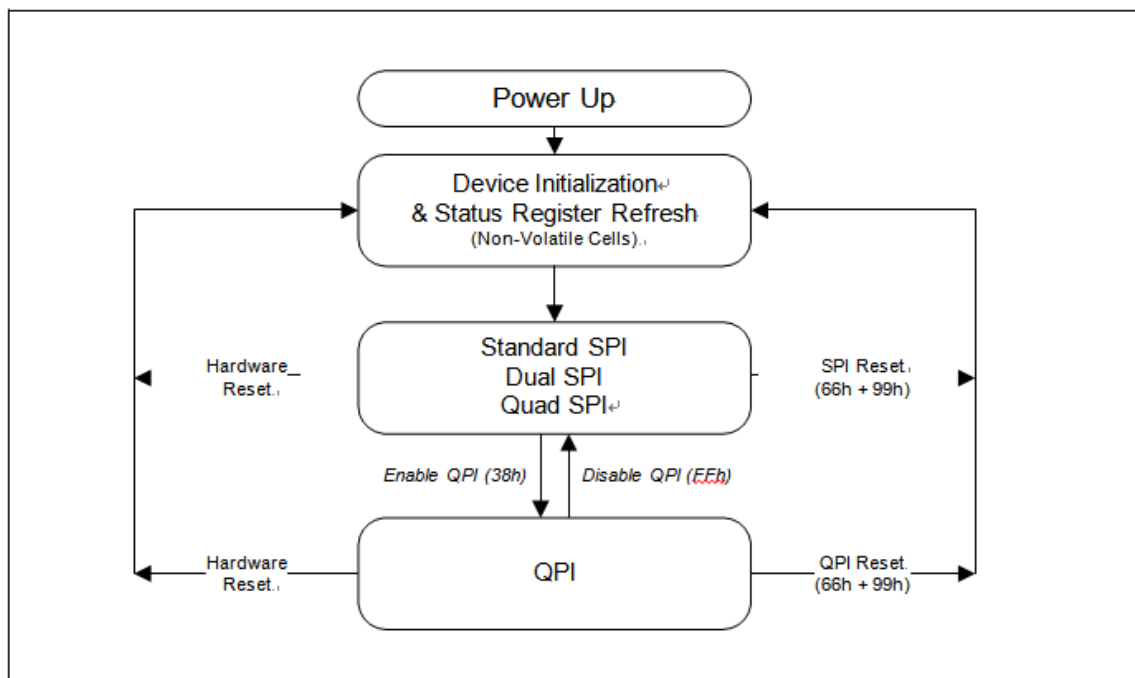 Power Up
Device Initialization↵
& Status Register Refresh
(Non-Volatile Cells).
Standard SPI
Dual SPI
Quad SPI↵
Hardware
Reset.
SPI Reset.
(66h + 99h)
Enable QPI (38h)
Disable QPI (FFh)
QPI
Hardware
Reset.
QPI Reset.
(66h + 99h)